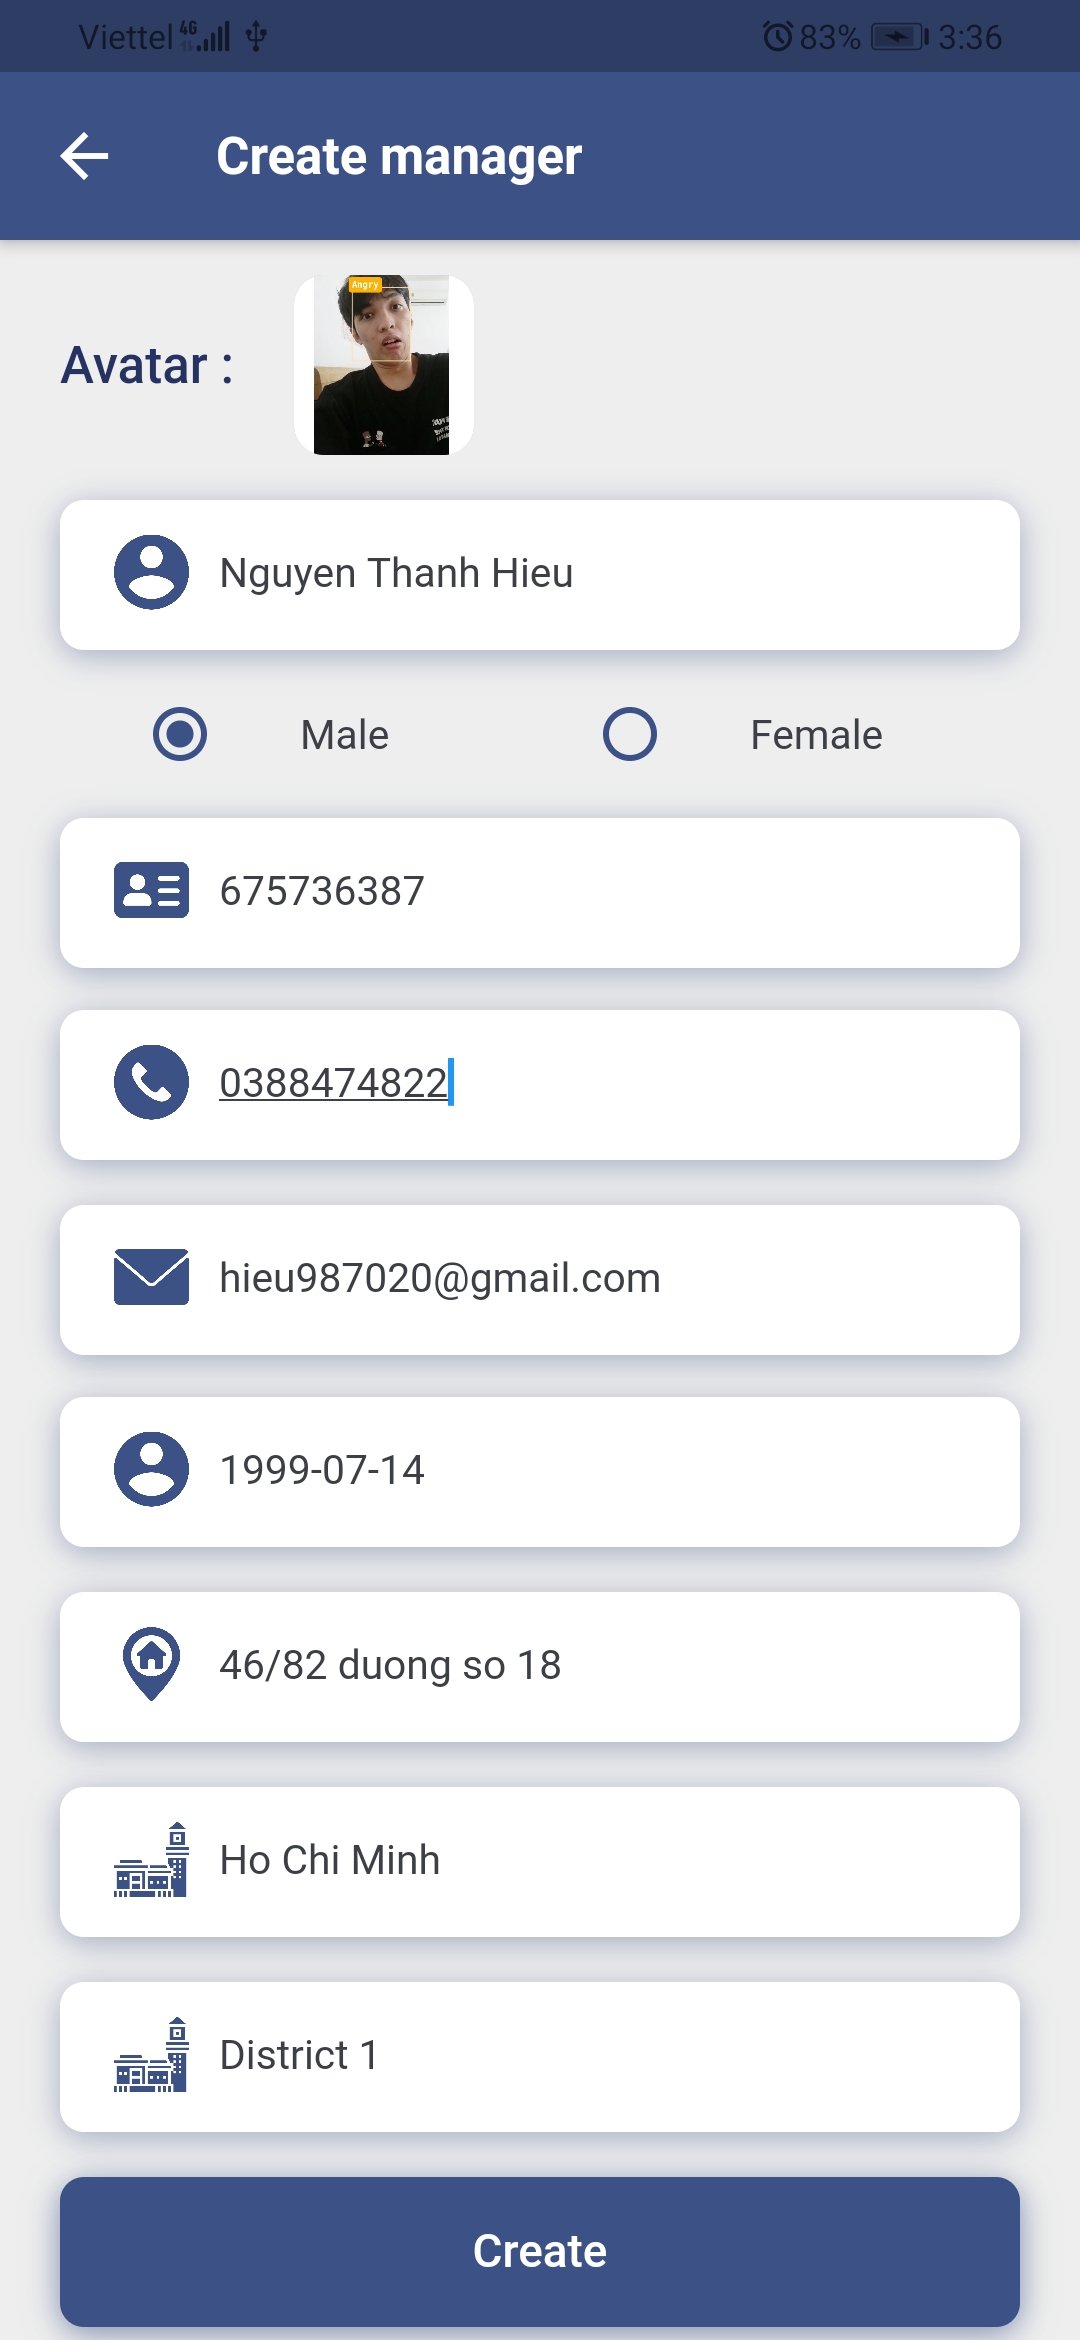 Viettel 4G 83% 3:36
Create manager
Angry
Avatar :
Nguyen Thanh Hieu
Male Female
675736387
0388474822
hieu987020@gmail.com
1999-07-14
46/82 duong so 18
Ho Chi Minh
District 1
Create